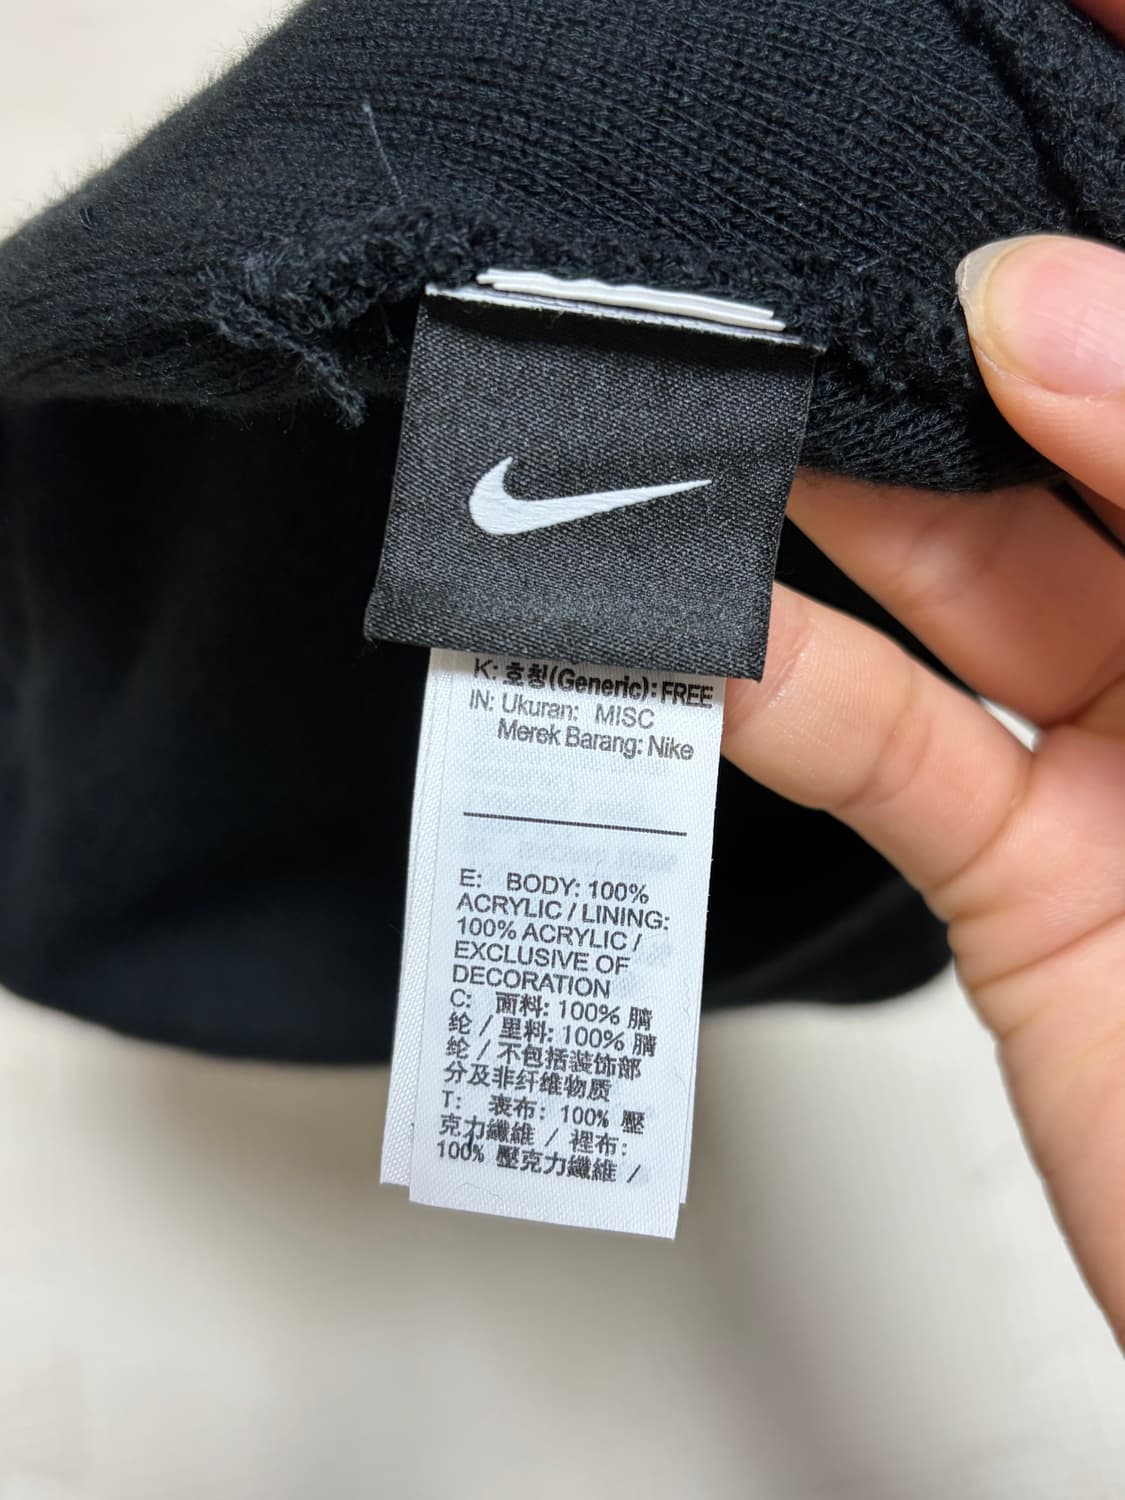 K: 호칭(Generic): FREE
IN: Ukuran: MISC
Merek Barang: Nike
E: BODY: 100%
ACRYLIC / LINING:
100% ACRYLIC /
EXCLUSIVE OF
DECORATION
C: 面料: 100% 腈
纶 / 里料: 100% 腈
纶 / 不包括装饰部
分及非纤维物质
T: 表布: 100% 壓
克力纖維 / 裡布:
100% 壓克力纖維 /